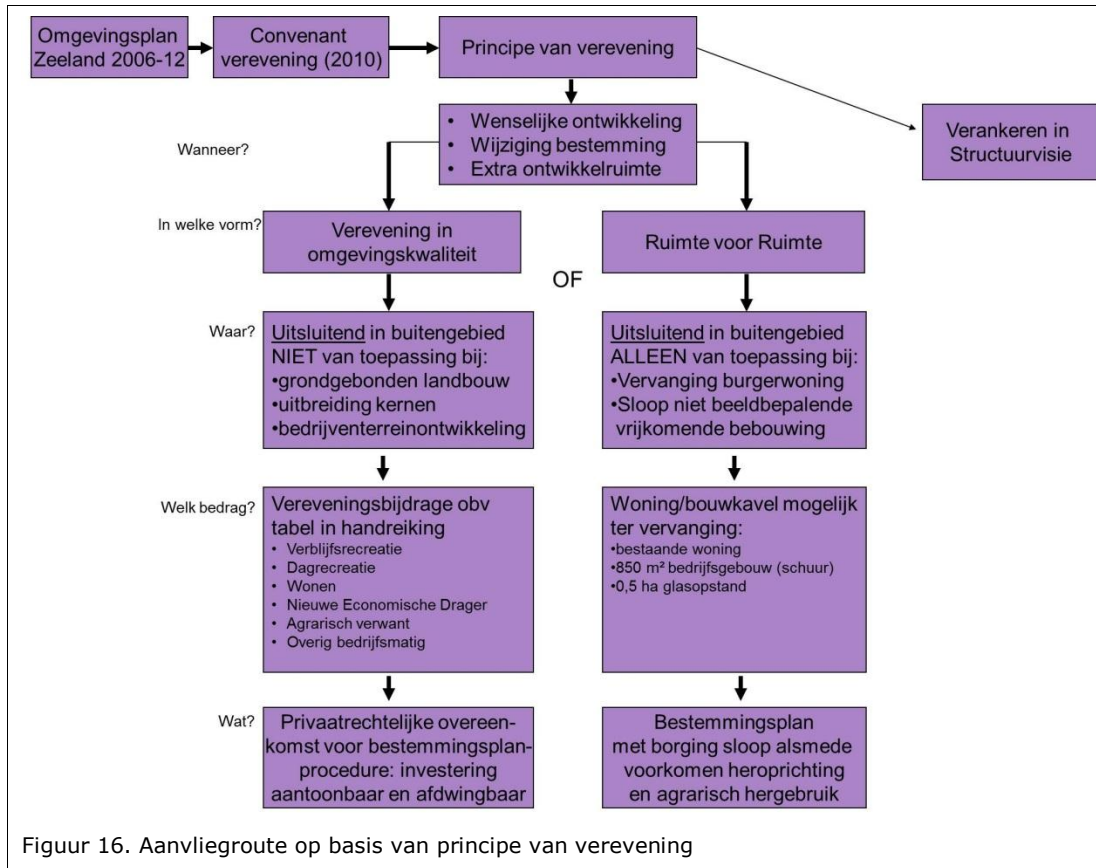 Omgevingsplan
Zeeland 2006-12
Convenant
verevening (2010)
Principe van verevening
Verankeren in
Structuurvisie
Wanneer?
• Wenselijke ontwikkeling
• Wijziging bestemming
• Extra ontwikkelruimte
In welke vorm?
Verevening in
omgevingskwaliteit
OF
Ruimte voor Ruimte
Waar?
Uitsluitend in buitengebied
NIET van toepassing bij:
•grondgebonden landbouw
•uitbreiding kernen
•bedrijventerreinontwikkeling
Uitsluitend in buitengebied
ALLEEN van toepassing bij:
•Vervanging burgerwoning
•Sloop niet beeldbepalende
vrijkomende bebouwing
Welk bedrag?
Vereveningsbijdrage obv
tabel in handreiking
• Verblijfsrecreatie
• Dagrecreatie
• Wonen
• Nieuwe Economische Drager
• Agrarisch verwant
• Overig bedrijfsmatig
Woning/bouwkavel mogelijk
ter vervanging:
•bestaande woning
•850 m² bedrijfsgebouw (schuur)
•0,5 ha glasopstand
Wat?
Privaatrechtelijke overeen-
komst voor bestemmingsplan-
procedure: investering
aantoonbaar en afdwingbaar
Bestemmingsplan
met borging sloop alsmede
voorkomen heroprichting
en agrarisch hergebruik
Figuur 16. Aanvliegroute op basis van principe van verevening